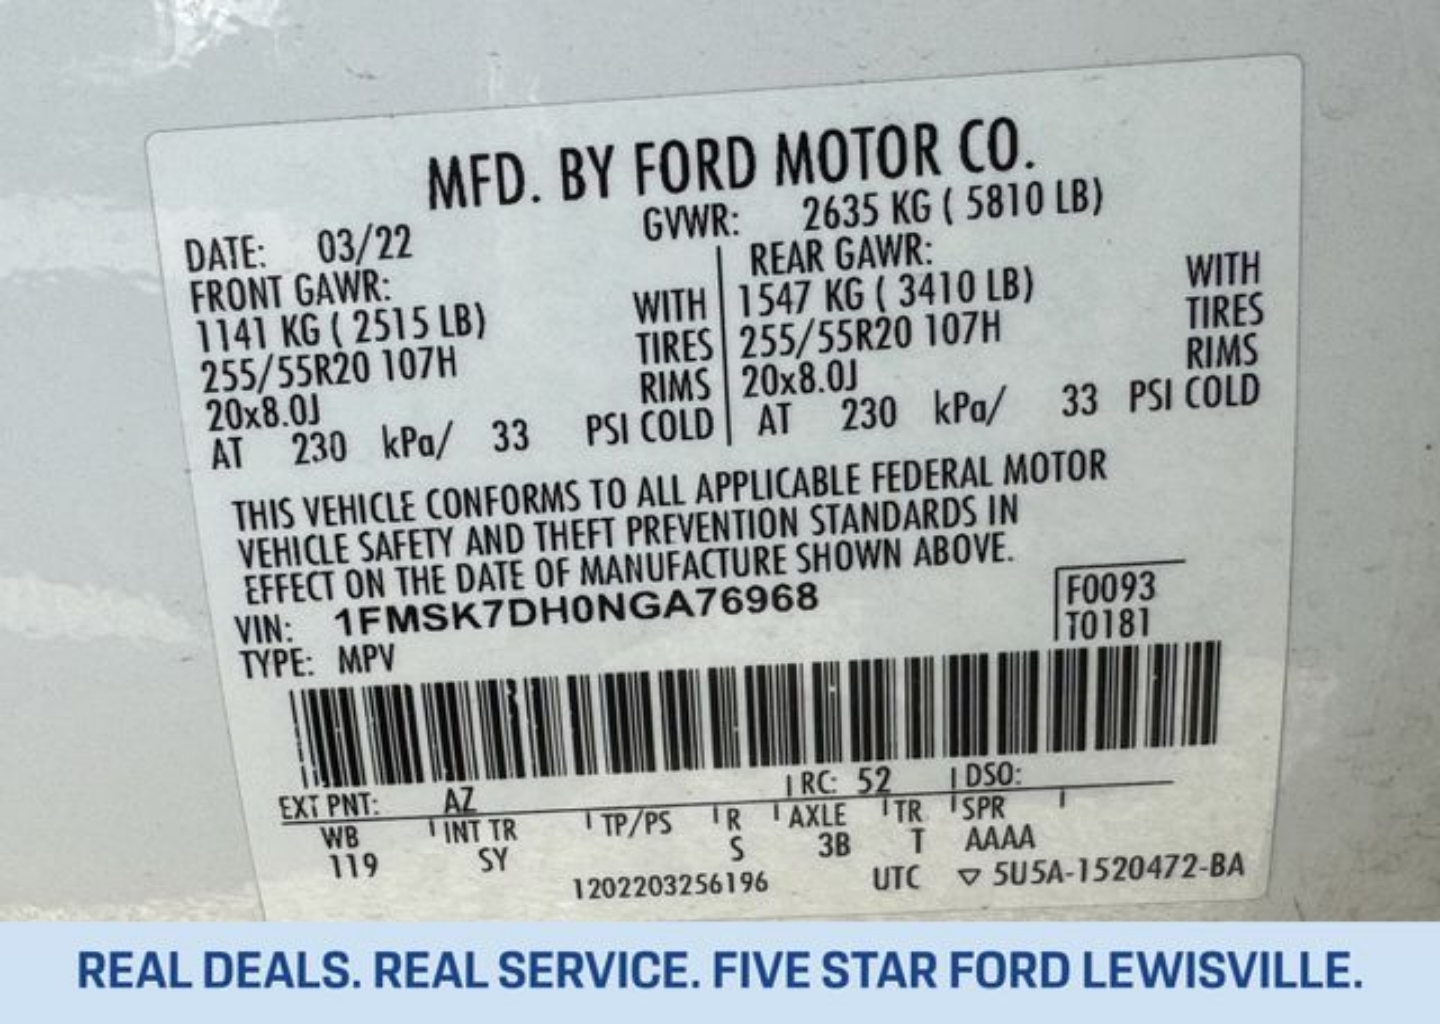 MFD. BY FORD MOTOR CO.
DATE: 03/22 GVWR: 2635 KG ( 5810 LB)
FRONT GAWR: REAR GAWR:
1141 KG ( 2515 LB) WITH 1547 KG ( 3410 LB) WITH
255/55R20 107H TIRES 255/55R20 107H TIRES
20x8.0J RIMS 20x8.0J RIMS
AT 230 kPa/ 33 PSI COLD AT 230 kPa/ 33 PSI COLD
THIS VEHICLE CONFORMS TO ALL APPLICABLE FEDERAL MOTOR
VEHICLE SAFETY AND THEFT PREVENTION STANDARDS IN
EFFECT ON THE DATE OF MANUFACTURE SHOWN ABOVE.
VIN: 1FMSK7DH0NGA76968 F0093
TYPE: MPV T0181
EXT PNT: AZ RC: 52 DSO:
WB INT TR TP/PS R AXLE TR SPR
119 SY S 3B T AAAA
1202203256196 UTC ▽ 5U5A-1520472-BA
REAL DEALS. REAL SERVICE. FIVE STAR FORD LEWISVILLE.